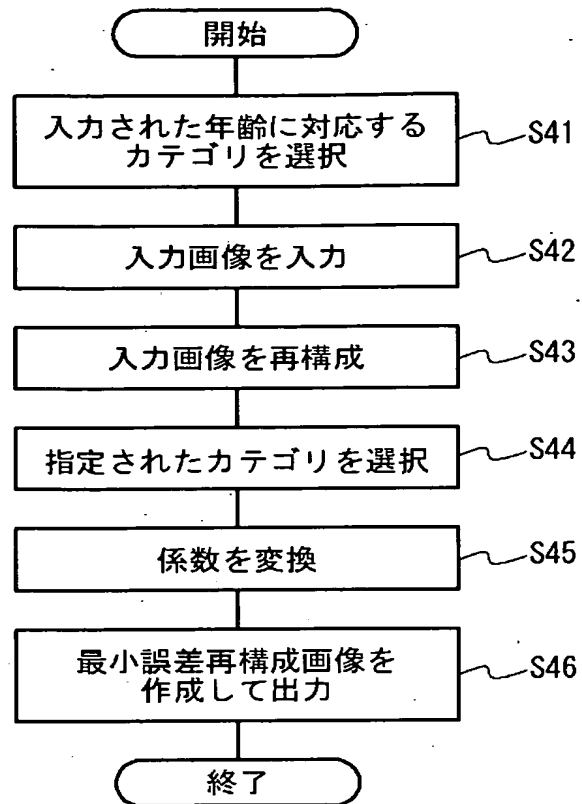 開始
入力された年齢に対応する
カテゴリを選択
S41
入力画像を入力
S42
入力画像を再構成
S43
指定されたカテゴリを選択
S44
係数を変換
S45
最小誤差再構成画像を
作成して出力
S46
終了